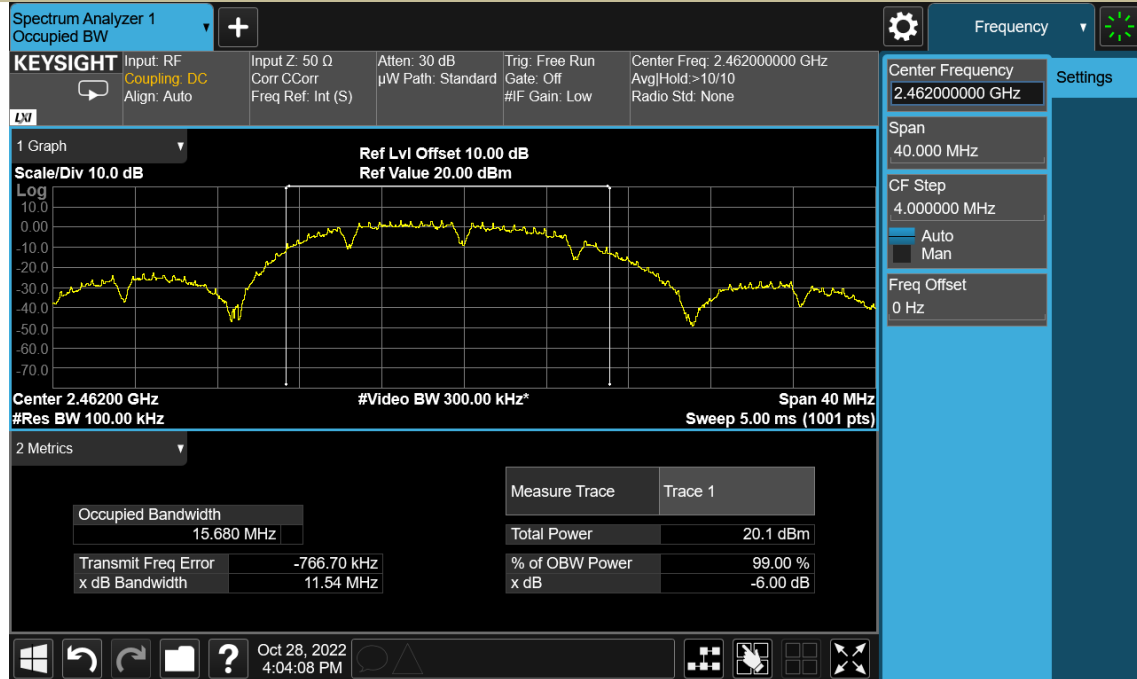 Spectrum Analyzer 1
Occupied BW
+
Frequency
KEYSIGHT
LXI
Input: RF
Coupling: DC
Align: Auto
Input Z: 50 Ω
Corr CCorr
Freq Ref: Int (S)
Atten: 30 dB
µW Path: Standard
Trig: Free Run
Gate: Off
#IF Gain: Low
Center Freq: 2.462000000 GHz
Avg|Hold:>10/10
Radio Std: None
Center Frequency
2.462000000 GHz
Settings
Span
40.000 MHz
CF Step
4.000000 MHz
Auto
Man
Freq Offset
0 Hz
1 Graph
Scale/Div 10.0 dB
Ref Lvl Offset 10.00 dB
Ref Value 20.00 dBm
Log
10.0
0.00
-10.0
-20.0
-30.0
-40.0
-50.0
-60.0
-70.0
Center 2.46200 GHz
#Video BW 300.00 kHz*
Span 40 MHz
#Res BW 100.00 kHz
Sweep 5.00 ms (1001 pts)
2 Metrics
Measure Trace
Trace 1
Occupied Bandwidth
15.680 MHz
Total Power
20.1 dBm
Transmit Freq Error
-766.70 kHz
% of OBW Power
99.00 %
x dB Bandwidth
11.54 MHz
x dB
-6.00 dB
?
Oct 28, 2022
4:04:08 PM